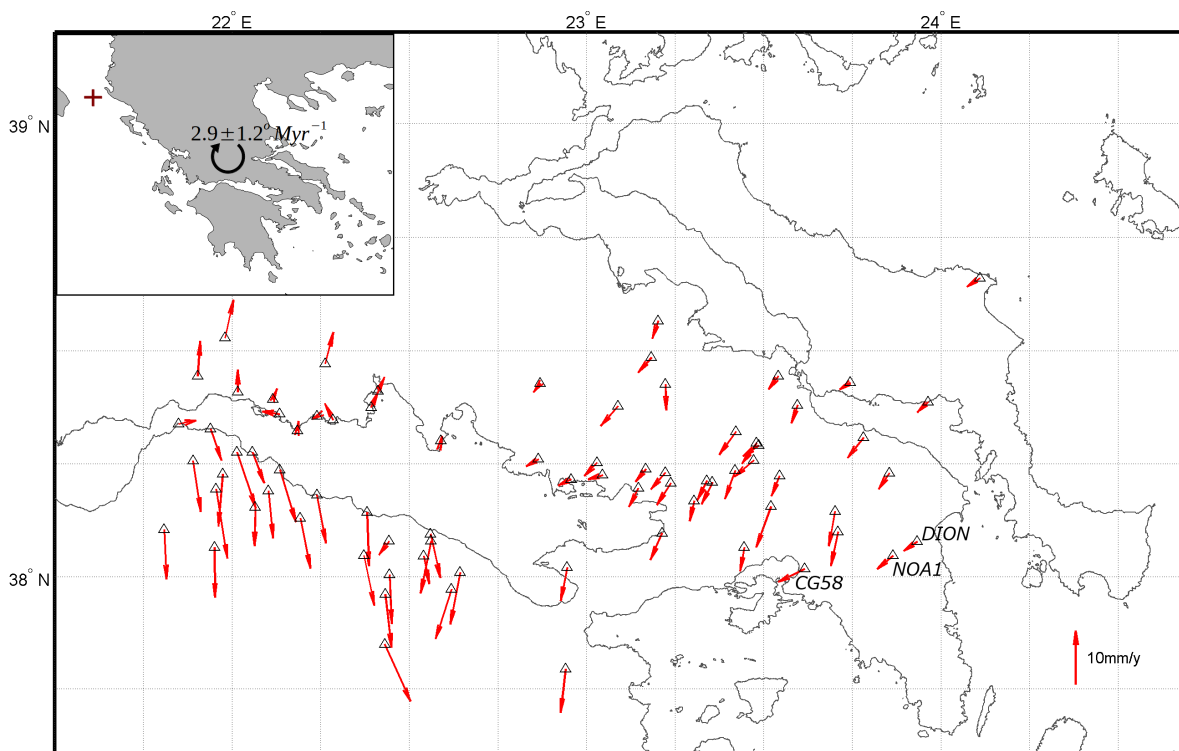 22° E 23° E 24° E
39° N
2.9±1.2° Myr⁻¹
38° N
DION
NOA1
CG58
10mm/y